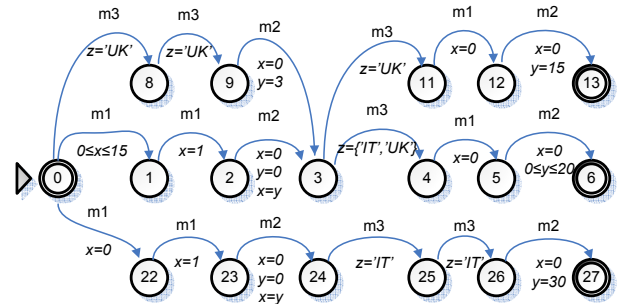 m3
m3
m2
m3
m1
m2
z='UK'
z='UK'
x=0
y=3
z='UK'
x=0
x=0
y=15
8
9
11
12
13
m1
m1
m2
m3
m1
m2
0≤x≤15
x=1
x=0
y=0
x=y
z={'IT','UK'}
x=0
x=0
0≤y≤20
0
1
2
3
4
5
6
m1
m1
m2
m3
m3
m2
x=0
x=1
x=0
y=0
x=y
z='IT'
z='IT'
x=0
y=30
22
23
24
25
26
27